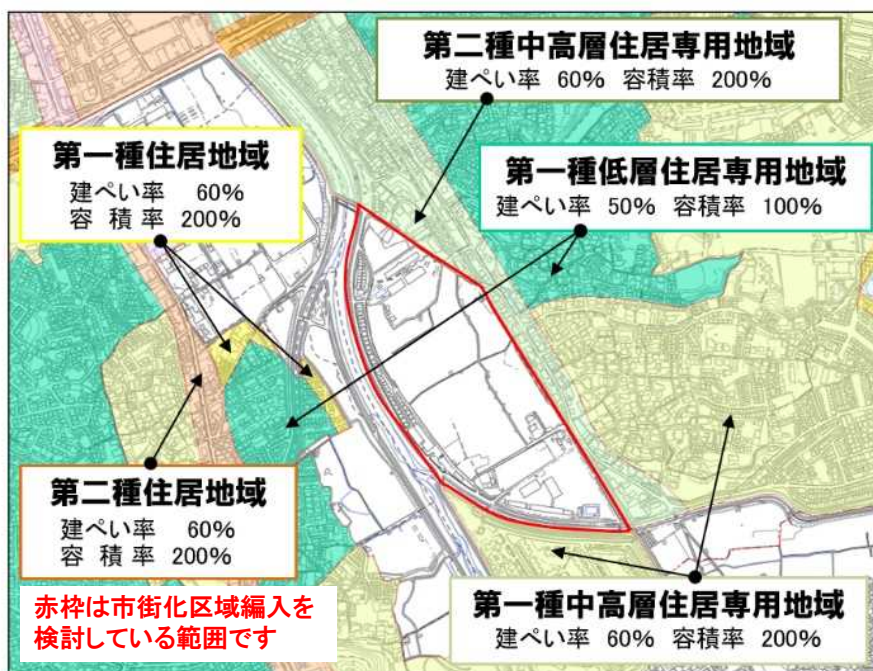 第二種中高層住居専用地域
建ぺい率 60% 容積率 200%
第一種住居地域
建ぺい率 60%
容積率 200%
第一種低層住居専用地域
建ぺい率 50% 容積率 100%
第二種住居地域
建ぺい率 60%
容積率 200%
赤枠は市街化区域編入を
検討している範囲です
第一種中高層住居専用地域
建ぺい率 60% 容積率 200%